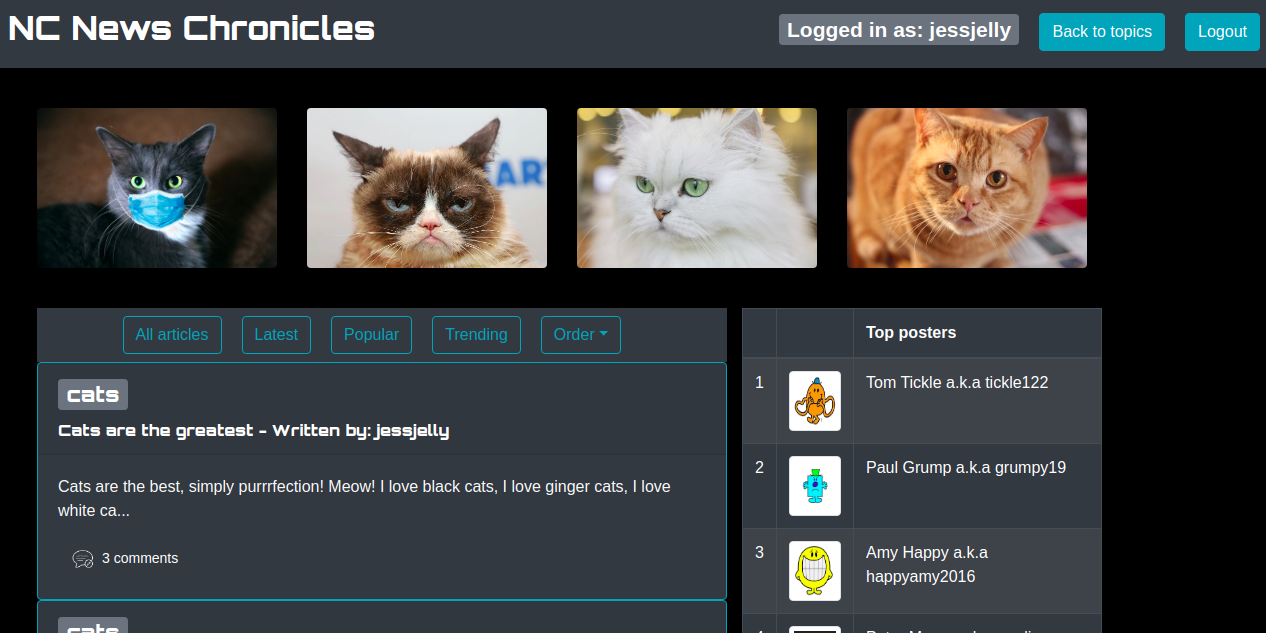 NC News Chronicles
Logged in as: jessjelly
Back to topics
Logout
ART
All articles
Latest
Popular
Trending
Order
cats
Cats are the greatest - Written by: jessjelly
Cats are the best, simply purrrfection! Meow! I love black cats, I love ginger cats, I love
white ca...
3 comments
cats
Top posters
1
Tom Tickle a.k.a tickle122
2
Paul Grump a.k.a grumpy19
3
Amy Happy a.k.a
happyamy2016
4